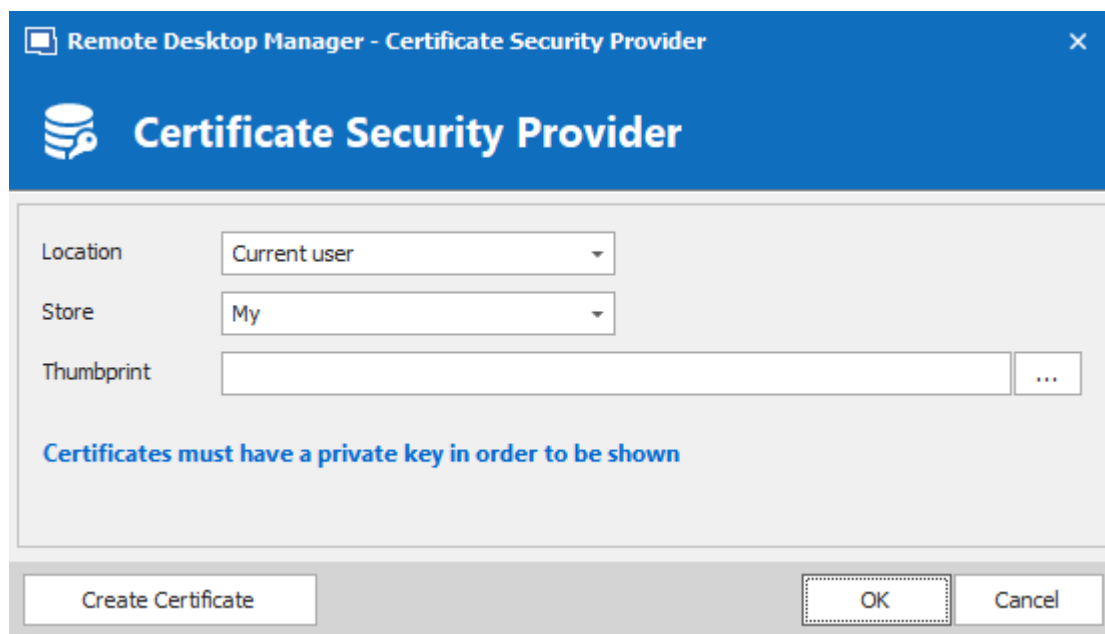 Remote Desktop Manager - Certificate Security Provider
Certificate Security Provider
Location Current user
Store My
Thumbprint ...
Certificates must have a private key in order to be shown
Create Certificate OK Cancel